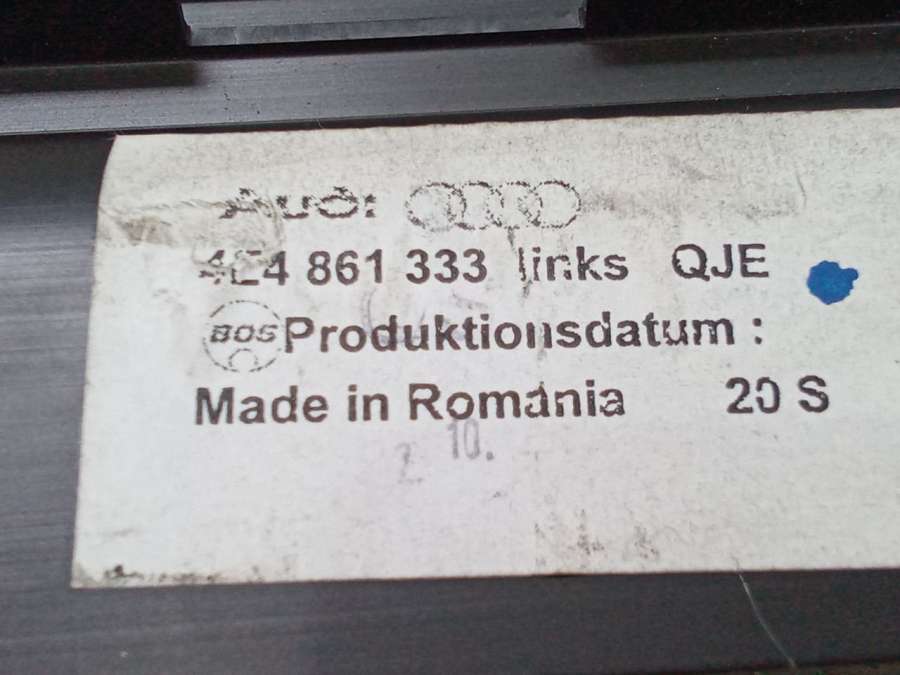 Audi
4E4 861 333 links QJE
BOS Produktionsdatum :
Made in Romania 20 S
10.